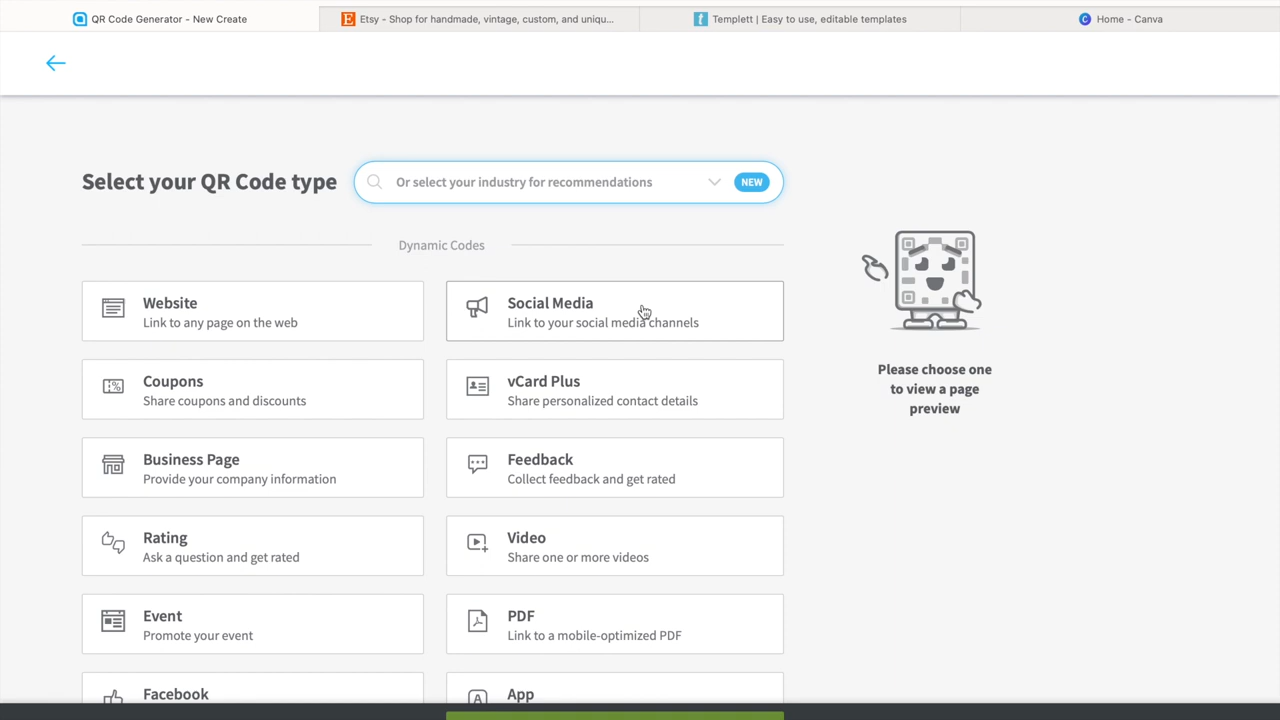 QR Code Generator - New Create
Etsy - Shop for handmade, vintage, custom, and uniqu...
Templett | Easy to use, editable templates
Home - Canva
Select your QR Code type
Or select your industry for recommendations
NEW
Dynamic Codes
Website
Link to any page on the web
Social Media
Link to your social media channels
Coupons
Share coupons and discounts
vCard Plus
Share personalized contact details
Business Page
Provide your company information
Feedback
Collect feedback and get rated
Rating
Ask a question and get rated
Video
Share one or more videos
Event
Promote your event
PDF
Link to a mobile-optimized PDF
Facebook
App
Please choose one
to view a page
preview